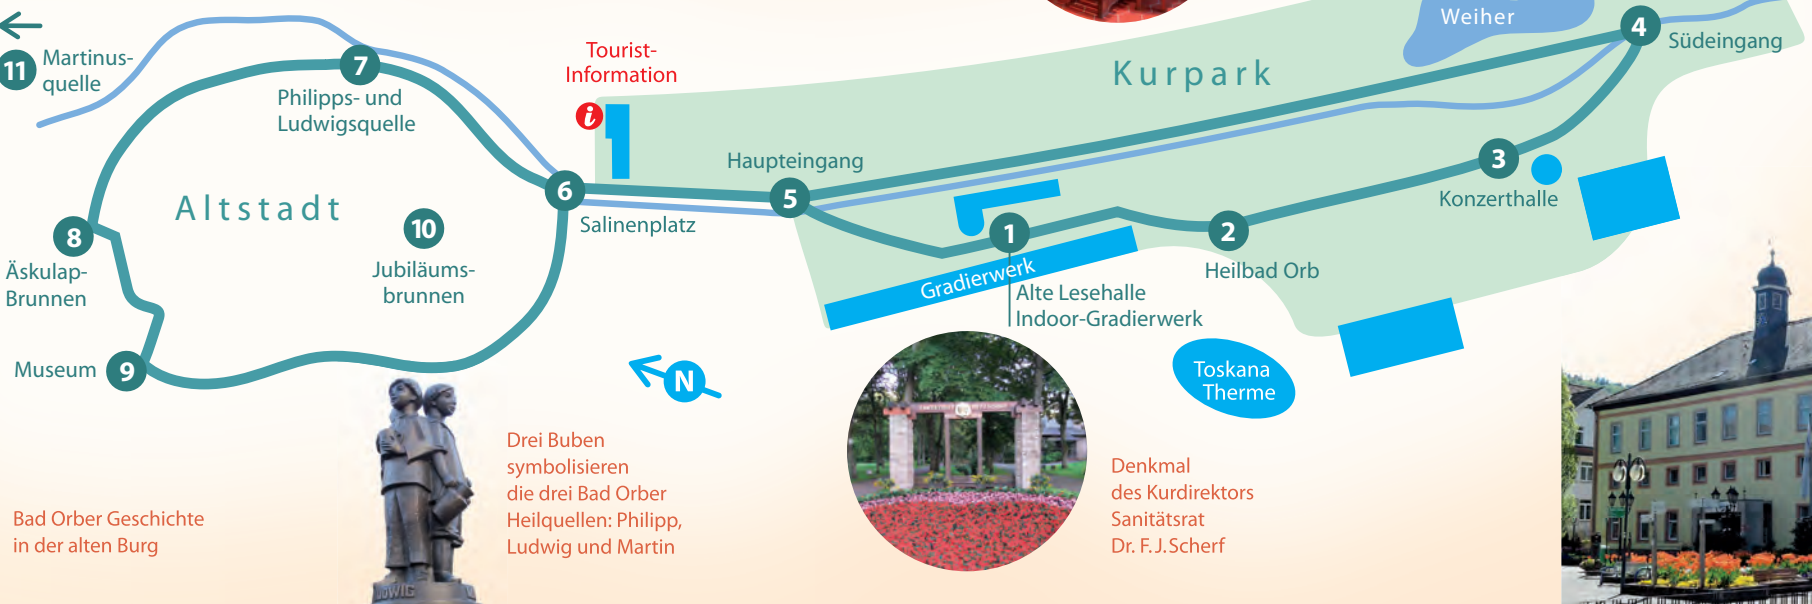 Weiher
4
Südeingang
11
Martinus-
quelle
7
Philipps- und
Ludwigsquelle
Tourist-
Information
i
Kurpark
Haupteingang
5
3
Konzerthalle
Altstadt
6
Salinenplatz
8
Äskulap-
Brunnen
10
Jubiläums-
brunnen
1
2
Heilbad Orb
Gradierwerk
Alte Lesehalle
Indoor-Gradierwerk
Museum
9
N
Toskana
Therme
Drei Buben
symbolisieren
die drei Bad Orber
Heilquellen: Philipp,
Ludwig und Martin
Denkmal
des Kurdirektors
Sanitätsrat
Dr. F. J. Scherf
Bad Orber Geschichte
in der alten Burg